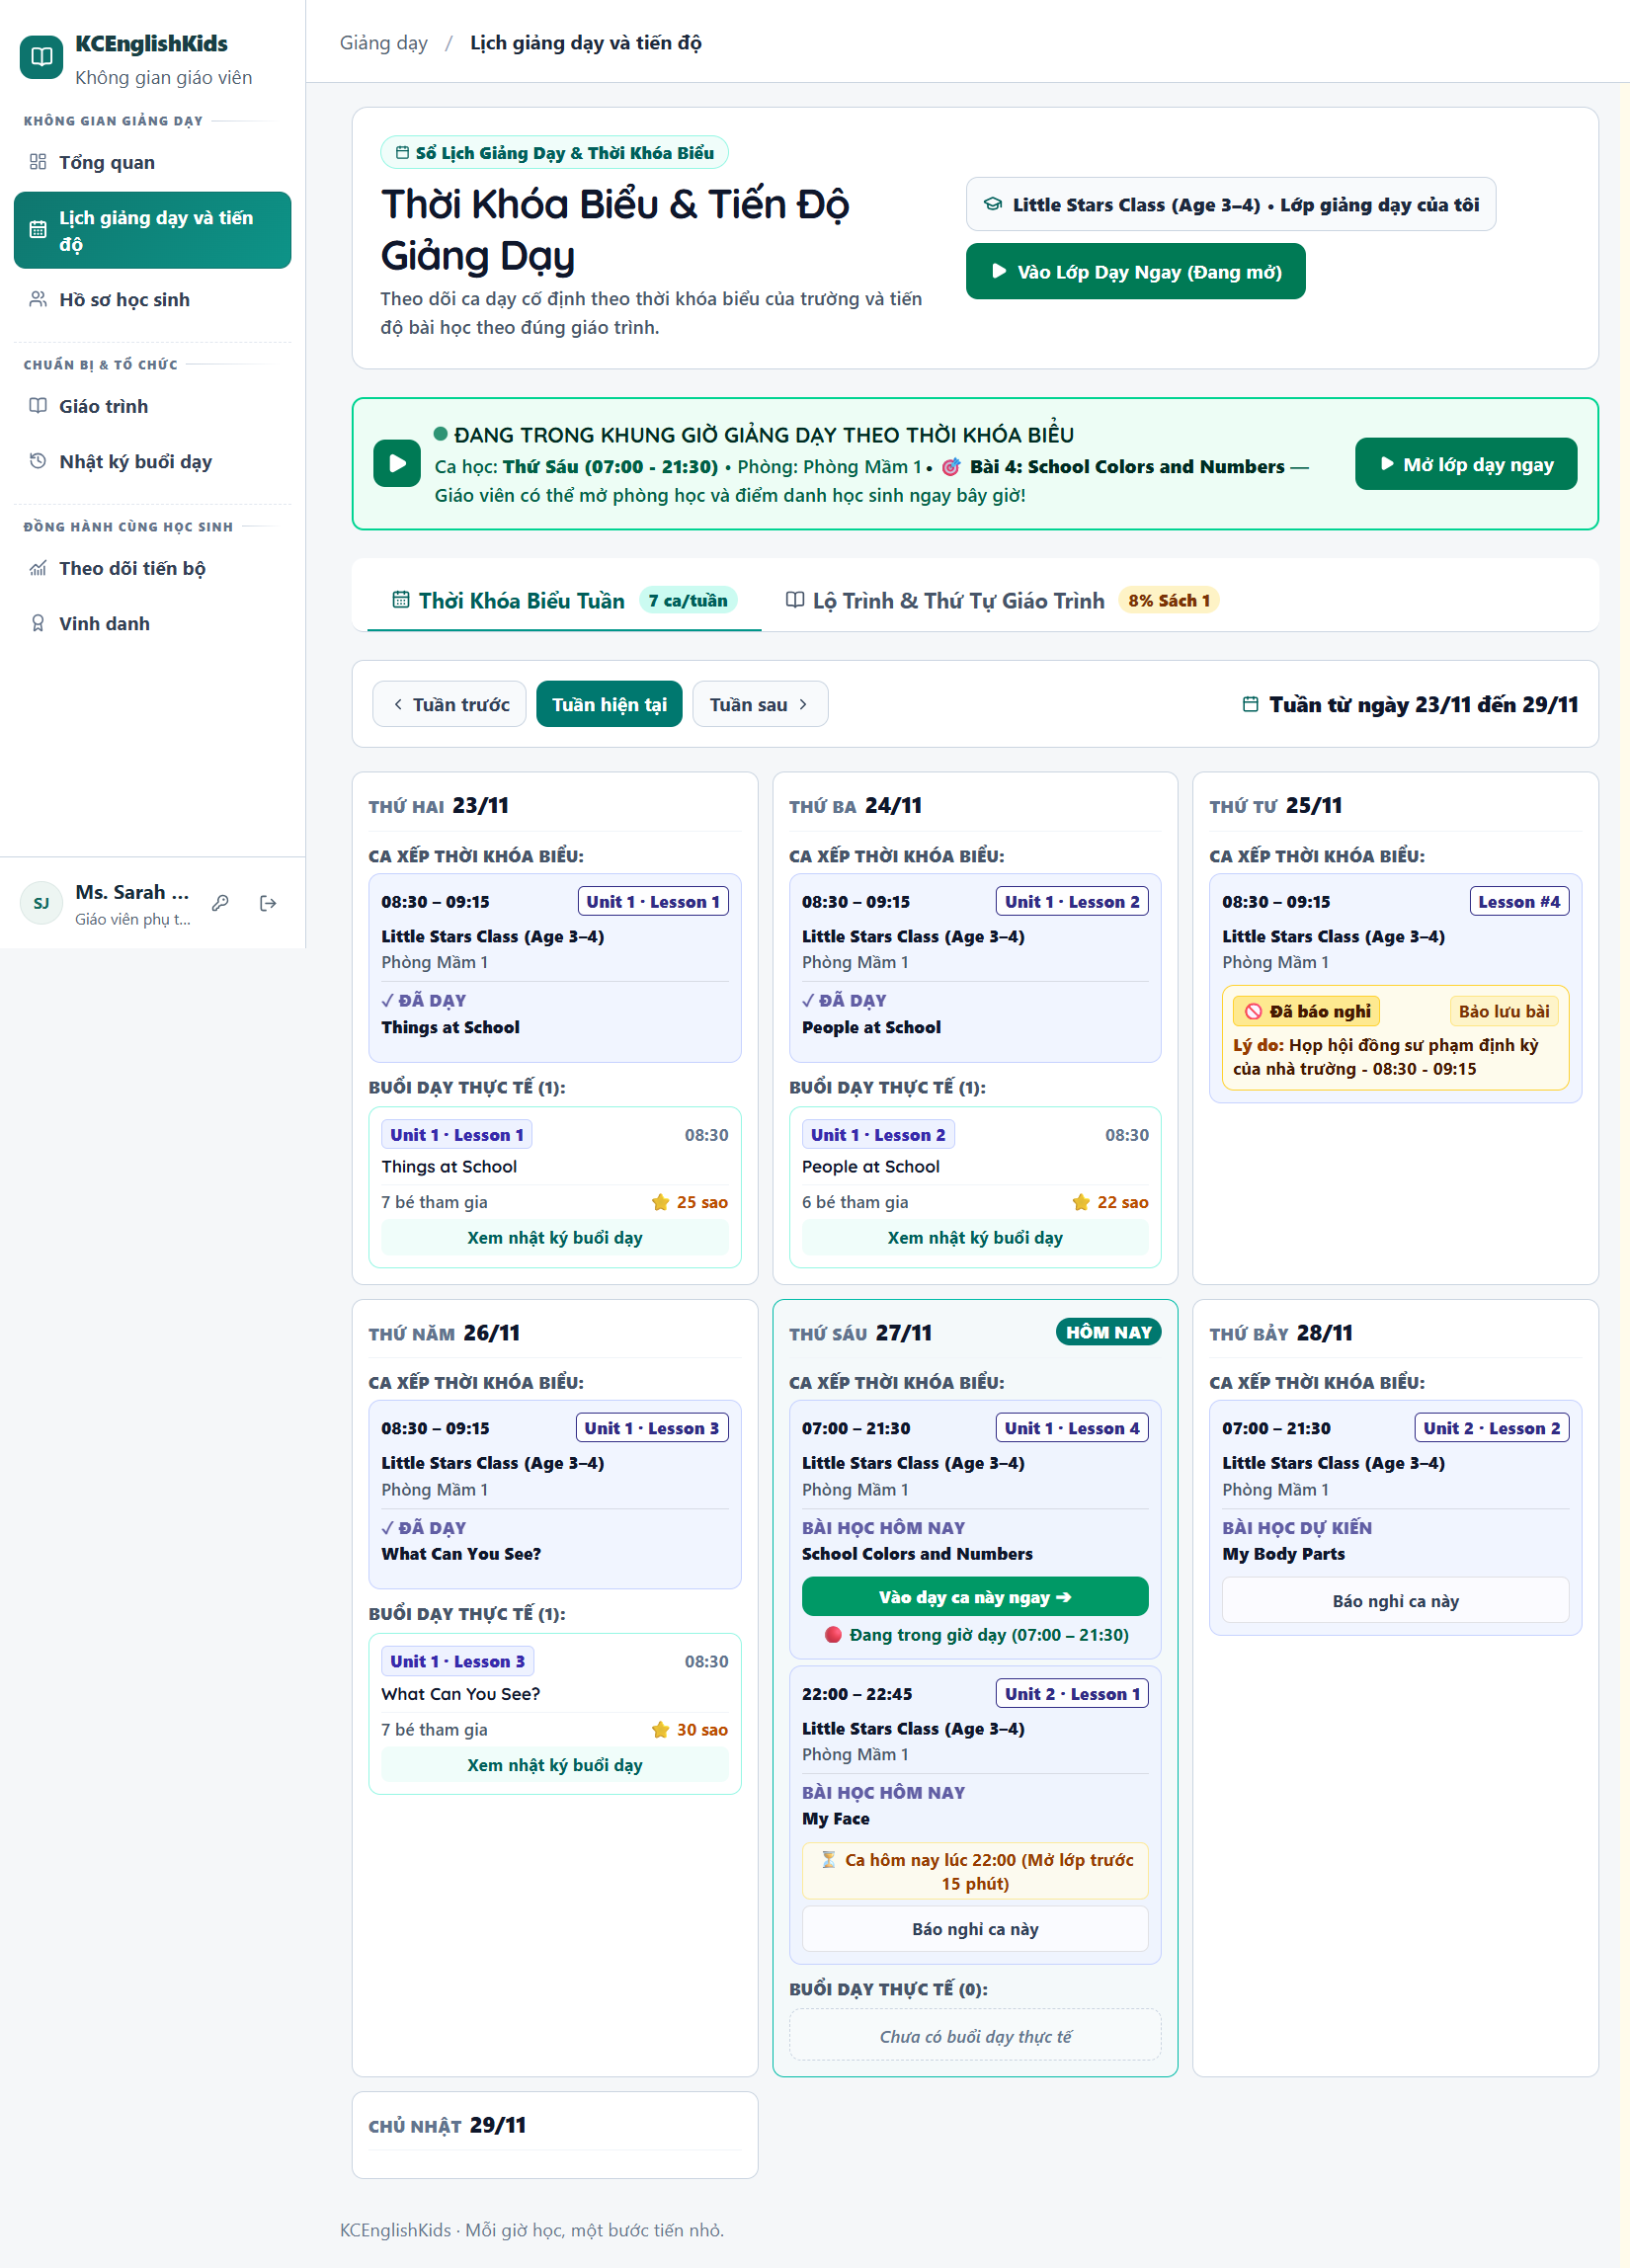 KCEnglishKids
Không gian giáo viên
KHÔNG GIAN GIẢNG DẠY
Tổng quan
Lịch giảng dạy và tiến
độ
Hồ sơ học sinh
CHUẨN BỊ & TỔ CHỨC
Giáo trình
Nhật ký buổi dạy
ĐỒNG HÀNH CÙNG HỌC SINH
Theo dõi tiến bộ
Vinh danh
SJ
Ms. Sarah ...
Giáo viên phụ t...
Giảng dạy / Lịch giảng dạy và tiến độ
Sổ Lịch Giảng Dạy & Thời Khóa Biểu
Thời Khóa Biểu & Tiến Độ
Giảng Dạy
Theo dõi ca dạy cố định theo thời khóa biểu của trường và tiến
độ bài học theo đúng giáo trình.
Little Stars Class (Age 3–4) • Lớp giảng dạy của tôi
Vào Lớp Dạy Ngay (Đang mở)
ĐANG TRONG KHUNG GIỜ GIẢNG DẠY THEO THỜI KHÓA BIỂU
Ca học: Thứ Sáu (07:00 - 21:30) • Phòng: Phòng Mầm 1 • 🎯 Bài 4: School Colors and Numbers —
Giáo viên có thể mở phòng học và điểm danh học sinh ngay bây giờ!
Mở lớp dạy ngay
Thời Khóa Biểu Tuần 7 ca/tuần
Lộ Trình & Thứ Tự Giáo Trình 8% Sách 1
Tuần trước
Tuần hiện tại
Tuần sau
Tuần từ ngày 23/11 đến 29/11
THỨ HAI 23/11
CA XẾP THỜI KHÓA BIỂU:
08:30 – 09:15 Unit 1 · Lesson 1
Little Stars Class (Age 3–4)
Phòng Mầm 1
✓ ĐÃ DẠY
Things at School
BUỔI DẠY THỰC TẾ (1):
Unit 1 · Lesson 1 08:30
Things at School
7 bé tham gia ⭐ 25 sao
Xem nhật ký buổi dạy
THỨ BA 24/11
CA XẾP THỜI KHÓA BIỂU:
08:30 – 09:15 Unit 1 · Lesson 2
Little Stars Class (Age 3–4)
Phòng Mầm 1
✓ ĐÃ DẠY
People at School
BUỔI DẠY THỰC TẾ (1):
Unit 1 · Lesson 2 08:30
People at School
6 bé tham gia ⭐ 22 sao
Xem nhật ký buổi dạy
THỨ TƯ 25/11
CA XẾP THỜI KHÓA BIỂU:
08:30 – 09:15 Lesson #4
Little Stars Class (Age 3–4)
Phòng Mầm 1
🚫 Đã báo nghỉ Bảo lưu bài
Lý do: Họp hội đồng sư phạm định kỳ
của nhà trường - 08:30 - 09:15
THỨ NĂM 26/11
CA XẾP THỜI KHÓA BIỂU:
08:30 – 09:15 Unit 1 · Lesson 3
Little Stars Class (Age 3–4)
Phòng Mầm 1
✓ ĐÃ DẠY
What Can You See?
BUỔI DẠY THỰC TẾ (1):
Unit 1 · Lesson 3 08:30
What Can You See?
7 bé tham gia ⭐ 30 sao
Xem nhật ký buổi dạy
THỨ SÁU 27/11 HÔM NAY
CA XẾP THỜI KHÓA BIỂU:
07:00 – 21:30 Unit 1 · Lesson 4
Little Stars Class (Age 3–4)
Phòng Mầm 1
BÀI HỌC HÔM NAY
School Colors and Numbers
Vào dạy ca này ngay ➔
🔴 Đang trong giờ dạy (07:00 – 21:30)
22:00 – 22:45 Unit 2 · Lesson 1
Little Stars Class (Age 3–4)
Phòng Mầm 1
BÀI HỌC HÔM NAY
My Face
⏳ Ca hôm nay lúc 22:00 (Mở lớp trước
15 phút)
Báo nghỉ ca này
BUỔI DẠY THỰC TẾ (0):
Chưa có buổi dạy thực tế
THỨ BẢY 28/11
CA XẾP THỜI KHÓA BIỂU:
07:00 – 21:30 Unit 2 · Lesson 2
Little Stars Class (Age 3–4)
Phòng Mầm 1
BÀI HỌC DỰ KIẾN
My Body Parts
Báo nghỉ ca này
CHỦ NHẬT 29/11
KCEnglishKids · Mỗi giờ học, một bước tiến nhỏ.